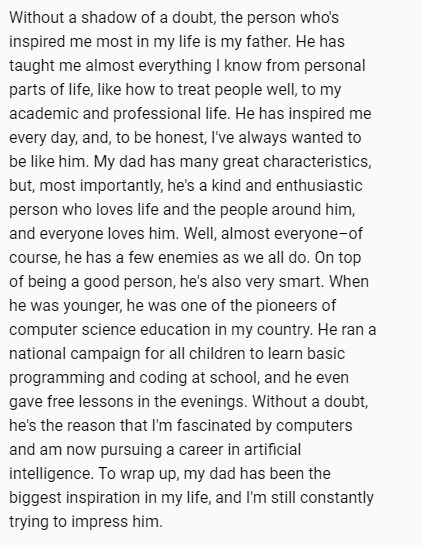 Without a shadow of a doubt, the person who's
inspired me most in my life is my father. He has
taught me almost everything I know from personal
parts of life, like how to treat people well, to my
academic and professional life. He has inspired me
every day, and, to be honest, I've always wanted to
be like him. My dad has many great characteristics,
but, most importantly, he's a kind and enthusiastic
person who loves life and the people around him,
and everyone loves him. Well, almost everyone–of
course, he has a few enemies as we all do. On top
of being a good person, he's also very smart. When
he was younger, he was one of the pioneers of
computer science education in my country. He ran a
national campaign for all children to learn basic
programming and coding at school, and he even
gave free lessons in the evenings. Without a doubt,
he's the reason that I'm fascinated by computers
and am now pursuing a career in artificial
intelligence. To wrap up, my dad has been the
biggest inspiration in my life, and I'm still constantly
trying to impress him.